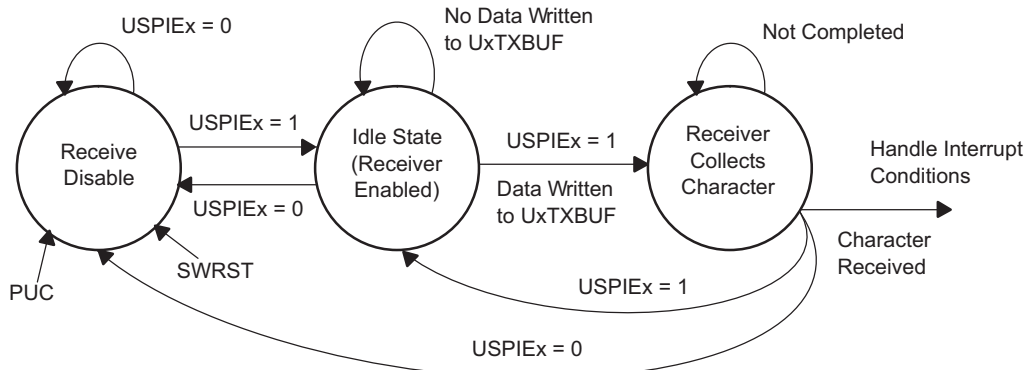 USPIEx = 0
No Data Written
to UxTXBUF
Not Completed
Receive
Disable
USPIEx = 1
USPIEx = 0
Idle State
(Receiver
Enabled)
USPIEx = 1
Data Written
to UxTXBUF
Receiver
Collects
Character
Handle Interrupt
Conditions
Character
Received
PUC
SWRST
USPIEx = 1
USPIEx = 0